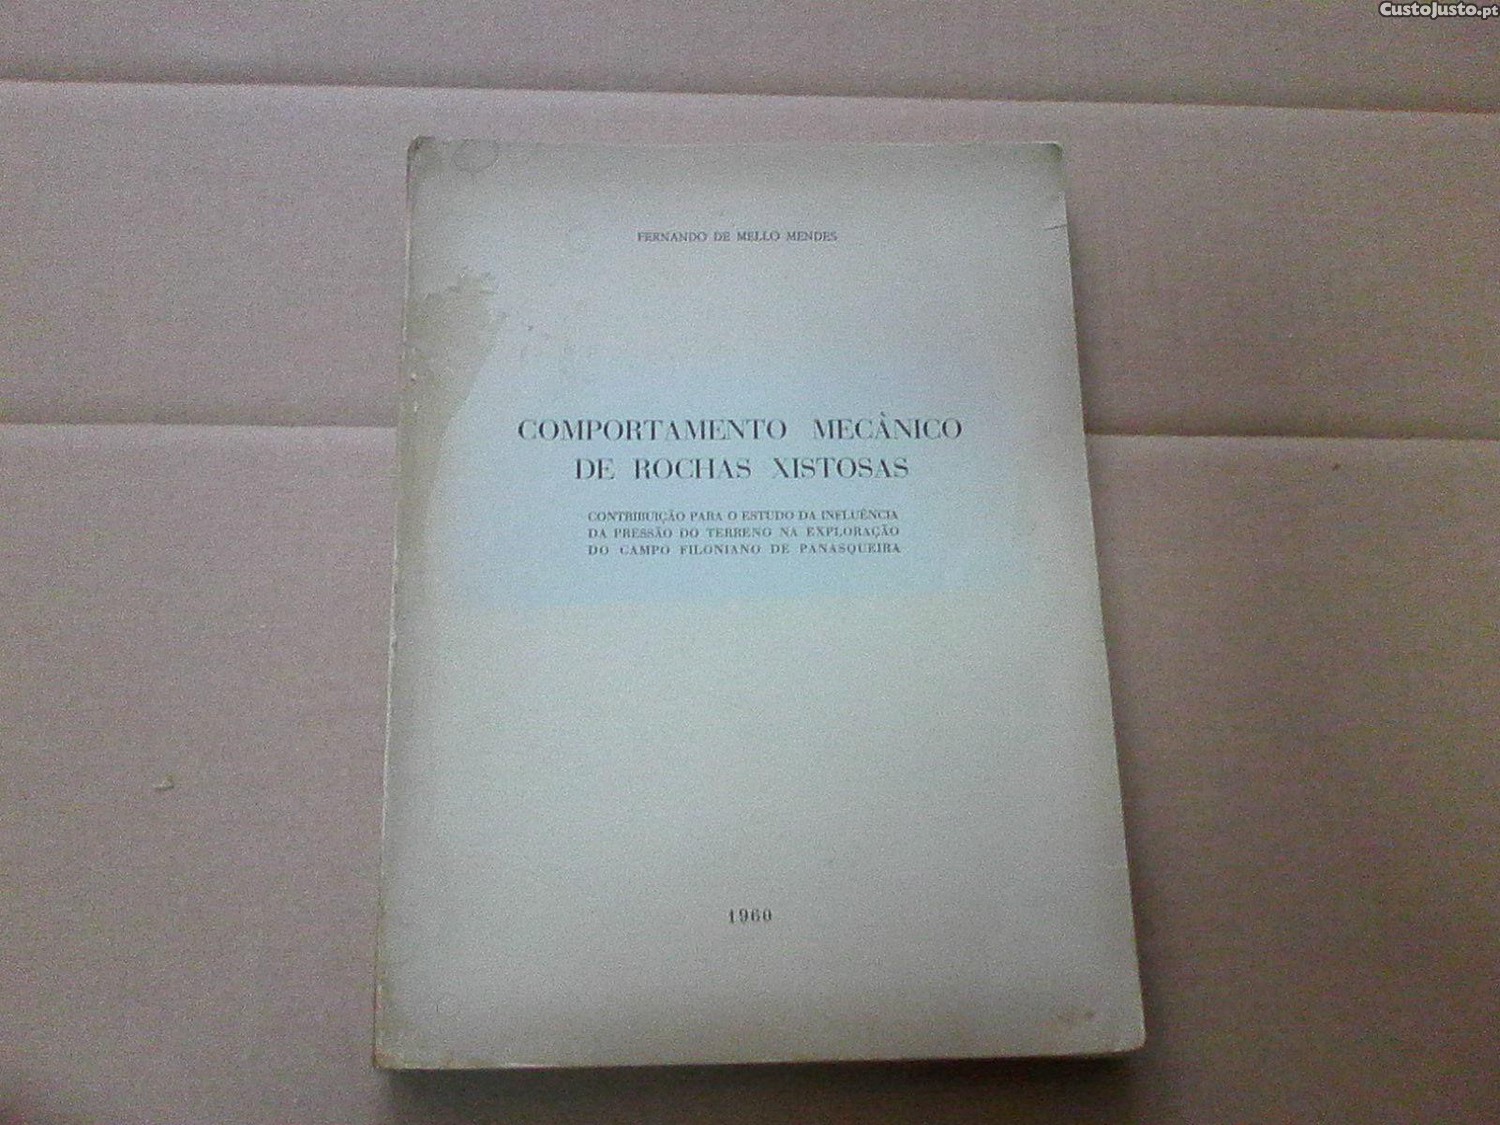 CustoJusto.pt
FERNANDO DE MELLO MENDES
COMPORTAMENTO MECÂNICO
DE ROCHAS XISTOSAS
CONTRIBUIÇÃO PARA O ESTUDO DA INFLUÊNCIA
DA PRESSÃO DO TERRENO NA EXPLORAÇÃO
DO CAMPO FILONIANO DE PANASQUEIRA
1960